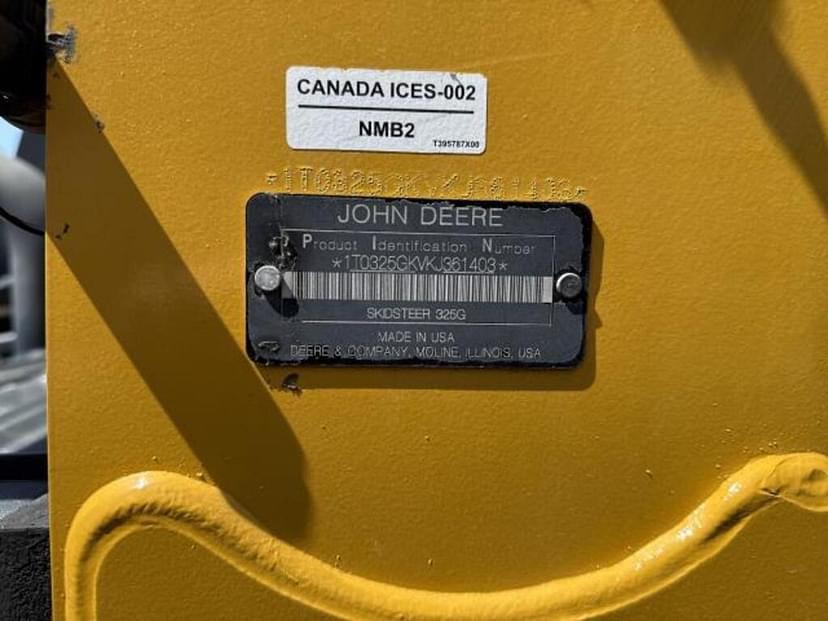 CANADA ICES-002
NMB2
T395787X00
*1T0325GKVKJ361403*
JOHN DEERE
Product Identification Number
*1T0325GKVKJ361403*
SKIDSTEER 325G
MADE IN USA
DEERE & COMPANY, MOLINE, ILLINOIS, USA